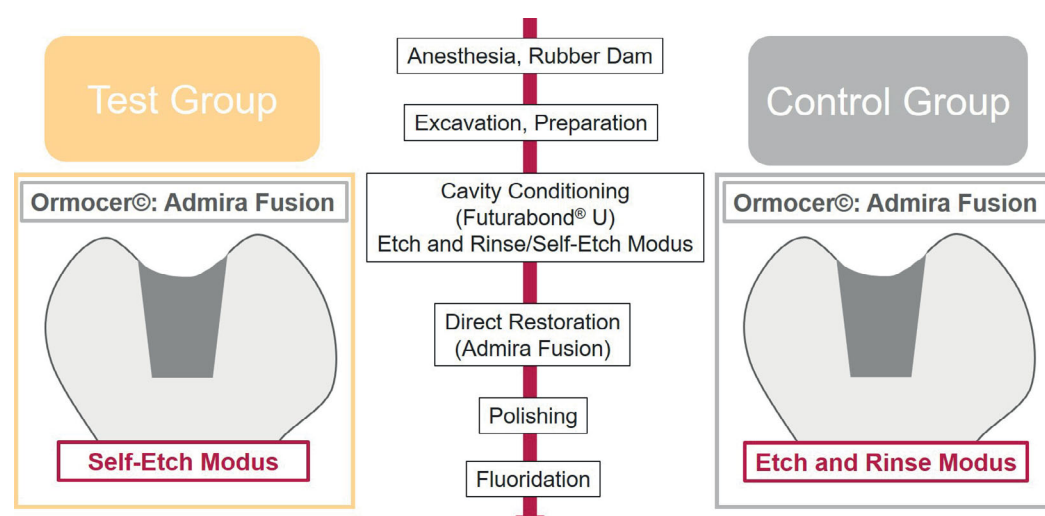 Test Group
Ormocer©: Admira Fusion
Self-Etch Modus
Anesthesia, Rubber Dam
Excavation, Preparation
Cavity Conditioning
(Futurabond® U)
Etch and Rinse/Self-Etch Modus
Direct Restoration
(Admira Fusion)
Polishing
Fluoridation
Control Group
Ormocer©: Admira Fusion
Etch and Rinse Modus